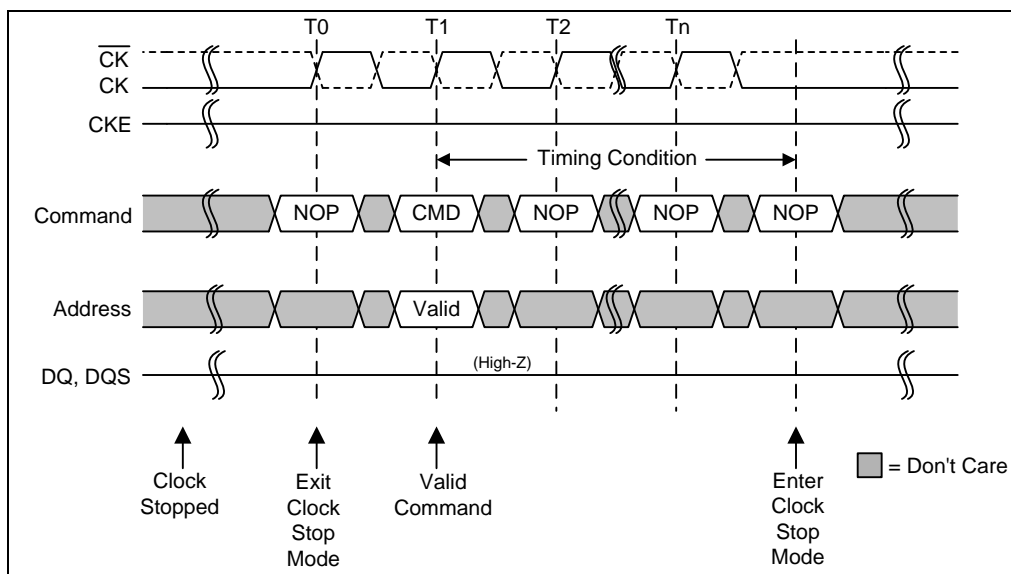 T0 T1 T2 Tn
C̅K̅
CK
CKE
Timing Condition
Command NOP CMD NOP NOP NOP
Address Valid
DQ, DQS (High-Z)
Clock
Stopped
Exit
Clock
Stop
Mode
Valid
Command
Enter
Clock
Stop
Mode
= Don't Care